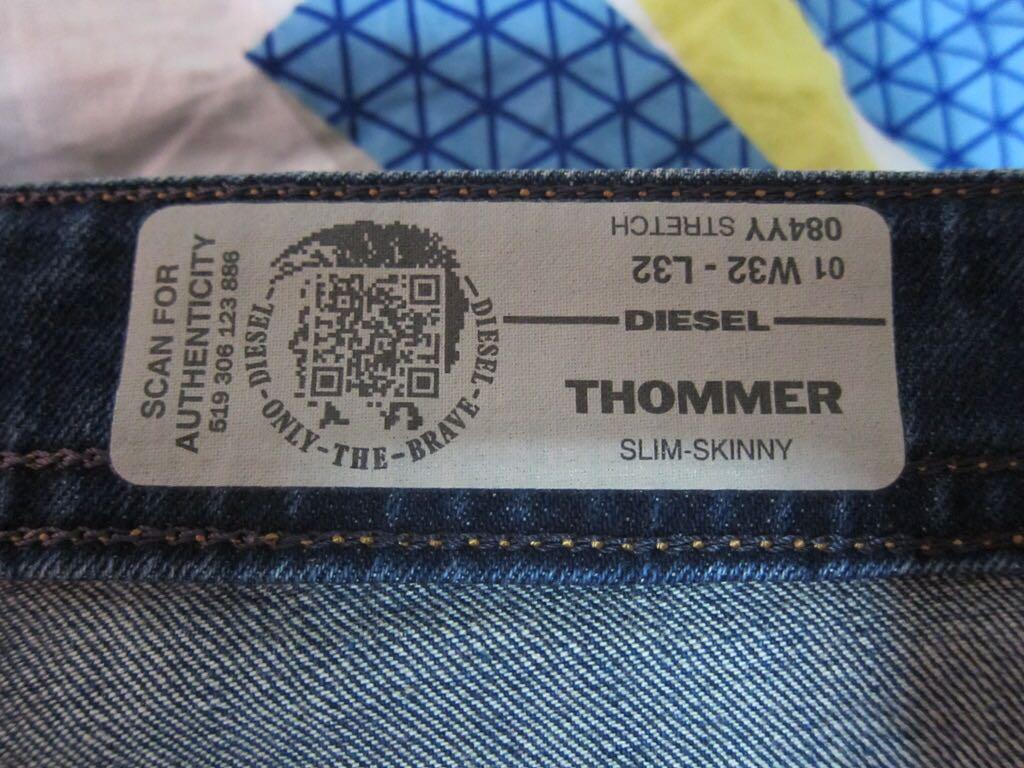 SCAN FOR
AUTHENTICITY
519 306 123 886
DIESEL-ONLY-THE-BRAVE-DIESEL
084YY STRETCH
01 W32 - L32
DIESEL
THOMMER
SLIM-SKINNY